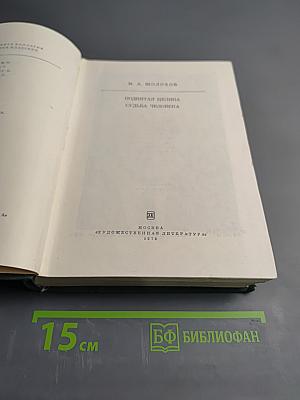 М. А. ШОЛОХОВ
ПОДНЯТАЯ ЦЕЛИНА
СУДЬБА ЧЕЛОВЕКА
МОСКВА
«ХУДОЖЕСТВЕННАЯ ЛИТЕРАТУРА»
15 см
БФ БИБЛИОФАН